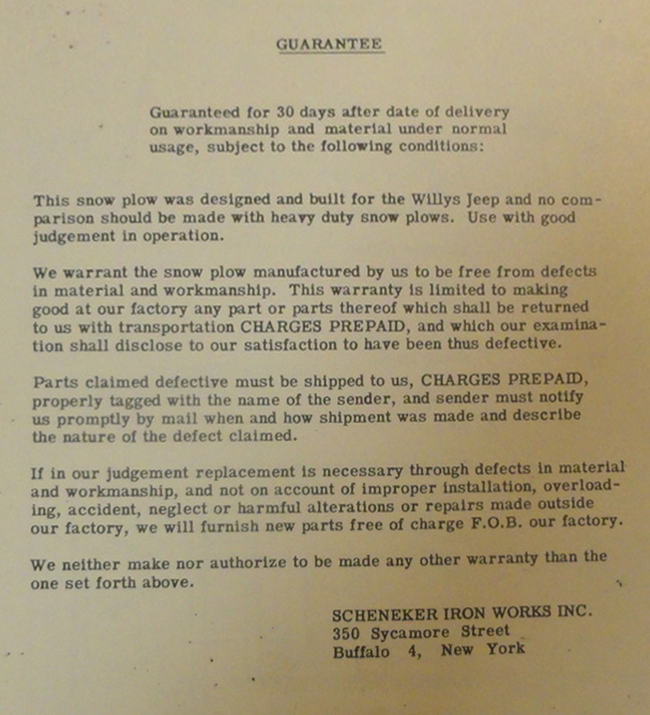 GUARANTEE
Guaranteed for 30 days after date of delivery
on workmanship and material under normal
usage, subject to the following conditions:
This snow plow was designed and built for the Willys Jeep and no com-
parison should be made with heavy duty snow plows.  Use with good
judgement in operation.
We warrant the snow plow manufactured by us to be free from defects
in material and workmanship.  This warranty is limited to making
good at our factory any part or parts thereof which shall be returned
to us with transportation CHARGES PREPAID, and which our examina-
tion shall disclose to our satisfaction to have been thus defective.
Parts claimed defective must be shipped to us, CHARGES PREPAID,
properly tagged with the name of the sender, and sender must notify
us promptly by mail when and how shipment was made and describe
the nature of the defect claimed.
If in our judgement replacement is necessary through defects in material
and workmanship, and not on account of improper installation, overload-
ing, accident, neglect or harmful alterations or repairs made outside
our factory, we will furnish new parts free of charge F.O.B. our factory.
We neither make nor authorize to be made any other warranty than the
one set forth above.
SCHENEKER IRON WORKS INC.
350 Sycamore Street
Buffalo 4, New York